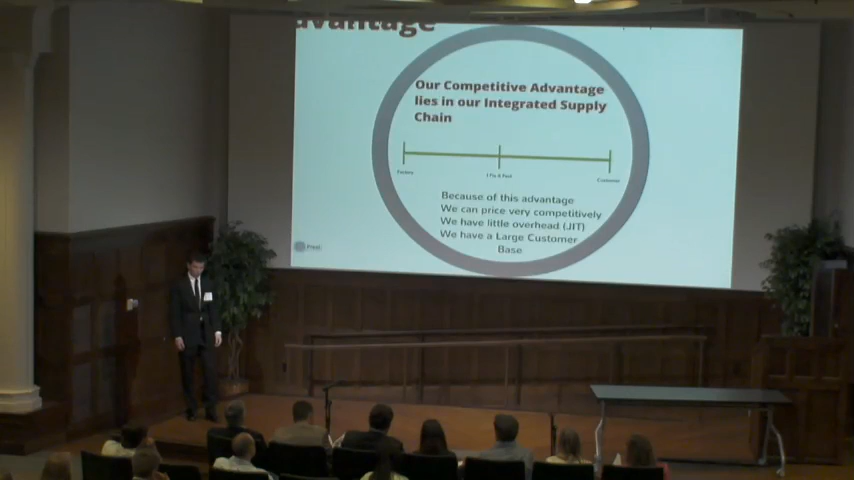 avantage
Our Competitive Advantage
lies in our Integrated Supply
Chain
Factory
Customer
Because of this advantage
We can price very competitively
We have little overhead (JIT)
We have a Large Customer
Base
Prezi